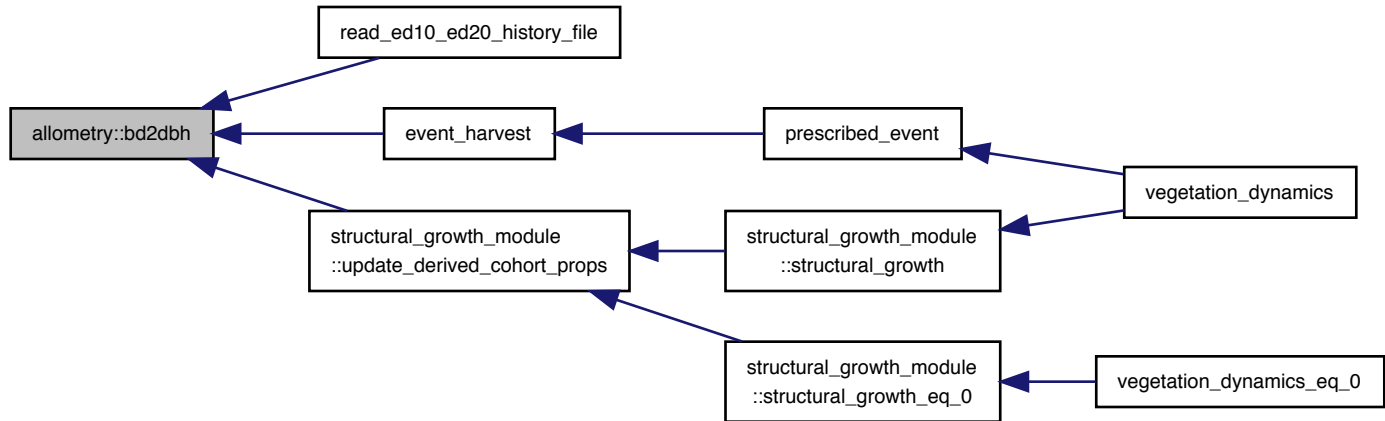 read_ed10_ed20_history_file
allometry::bd2dbh
event_harvest
prescribed_event
vegetation_dynamics
structural_growth_module
::update_derived_cohort_props
structural_growth_module
::structural_growth
structural_growth_module
::structural_growth_eq_0
vegetation_dynamics_eq_0